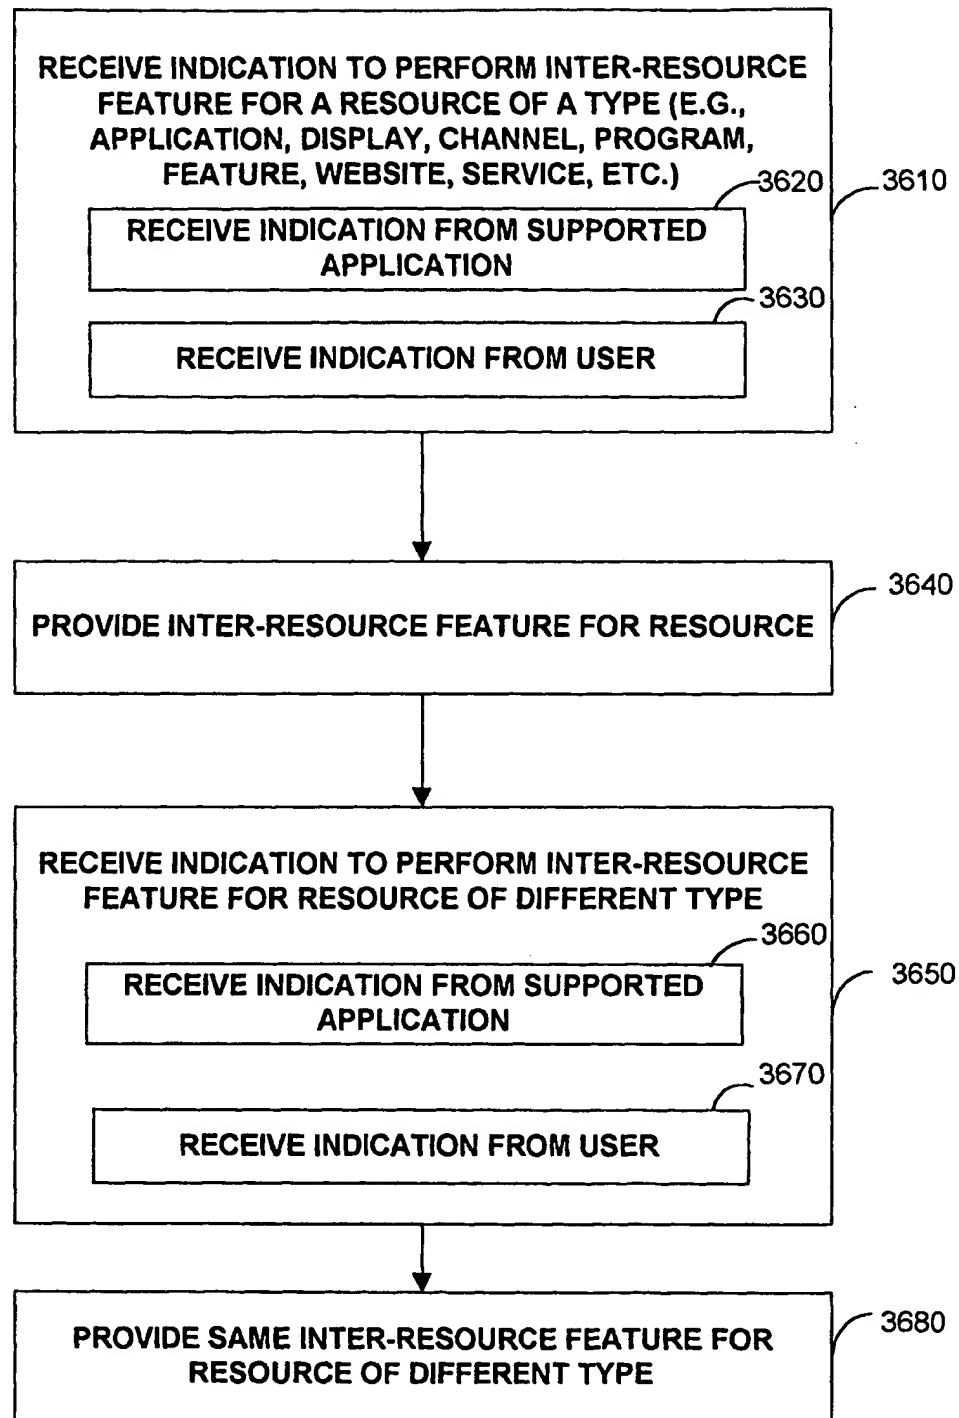 RECEIVE INDICATION TO PERFORM INTER-RESOURCE
FEATURE FOR A RESOURCE OF A TYPE (E.G.,
APPLICATION, DISPLAY, CHANNEL, PROGRAM,
FEATURE, WEBSITE, SERVICE, ETC.)
3620
3610
RECEIVE INDICATION FROM SUPPORTED
APPLICATION
3630
RECEIVE INDICATION FROM USER
3640
PROVIDE INTER-RESOURCE FEATURE FOR RESOURCE
RECEIVE INDICATION TO PERFORM INTER-RESOURCE
FEATURE FOR RESOURCE OF DIFFERENT TYPE
3660
3650
RECEIVE INDICATION FROM SUPPORTED
APPLICATION
3670
RECEIVE INDICATION FROM USER
3680
PROVIDE SAME INTER-RESOURCE FEATURE FOR
RESOURCE OF DIFFERENT TYPE